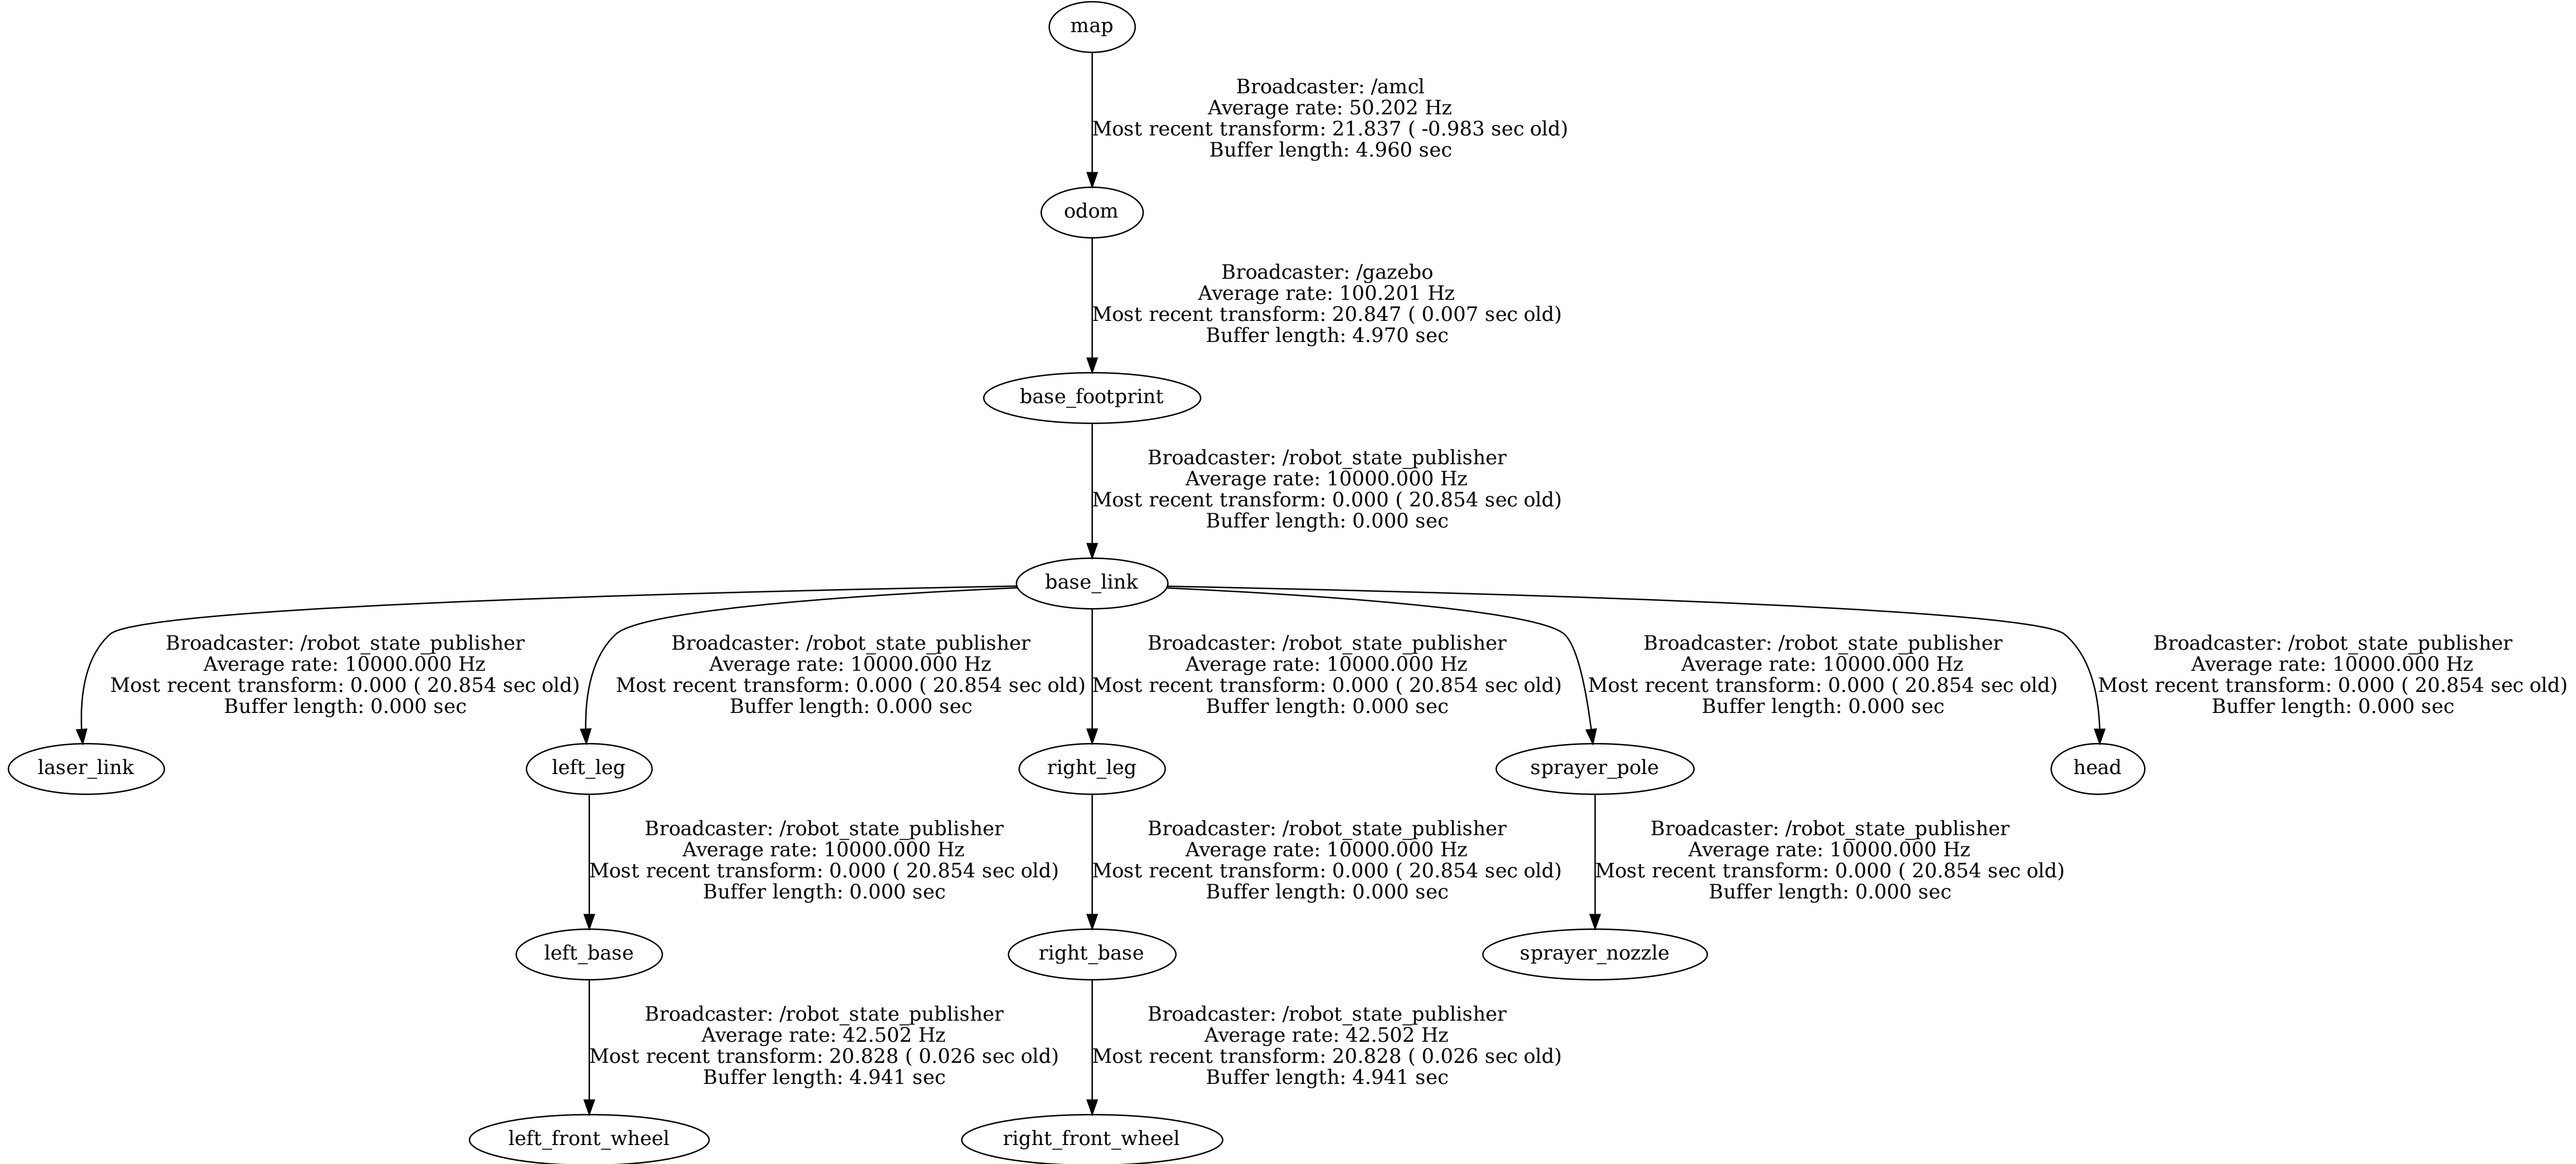 map
Broadcaster: /amcl
Average rate: 50.202 Hz
Most recent transform: 21.837 ( -0.983 sec old)
Buffer length: 4.960 sec
odom
Broadcaster: /gazebo
Average rate: 100.201 Hz
Most recent transform: 20.847 ( 0.007 sec old)
Buffer length: 4.970 sec
base_footprint
Broadcaster: /robot_state_publisher
Average rate: 10000.000 Hz
Most recent transform: 0.000 ( 20.854 sec old)
Buffer length: 0.000 sec
base_link
Broadcaster: /robot_state_publisher
Average rate: 10000.000 Hz
Most recent transform: 0.000 ( 20.854 sec old)
Buffer length: 0.000 sec
Broadcaster: /robot_state_publisher
Average rate: 10000.000 Hz
Most recent transform: 0.000 ( 20.854 sec old)
Buffer length: 0.000 sec
Broadcaster: /robot_state_publisher
Average rate: 10000.000 Hz
Most recent transform: 0.000 ( 20.854 sec old)
Buffer length: 0.000 sec
Broadcaster: /robot_state_publisher
Average rate: 10000.000 Hz
Most recent transform: 0.000 ( 20.854 sec old)
Buffer length: 0.000 sec
Broadcaster: /robot_state_publisher
Average rate: 10000.000 Hz
Most recent transform: 0.000 ( 20.854 sec old)
Buffer length: 0.000 sec
laser_link
left_leg
right_leg
sprayer_pole
head
Broadcaster: /robot_state_publisher
Average rate: 10000.000 Hz
Most recent transform: 0.000 ( 20.854 sec old)
Buffer length: 0.000 sec
Broadcaster: /robot_state_publisher
Average rate: 10000.000 Hz
Most recent transform: 0.000 ( 20.854 sec old)
Buffer length: 0.000 sec
Broadcaster: /robot_state_publisher
Average rate: 10000.000 Hz
Most recent transform: 0.000 ( 20.854 sec old)
Buffer length: 0.000 sec
left_base
right_base
sprayer_nozzle
Broadcaster: /robot_state_publisher
Average rate: 42.502 Hz
Most recent transform: 20.828 ( 0.026 sec old)
Buffer length: 4.941 sec
Broadcaster: /robot_state_publisher
Average rate: 42.502 Hz
Most recent transform: 20.828 ( 0.026 sec old)
Buffer length: 4.941 sec
left_front_wheel
right_front_wheel